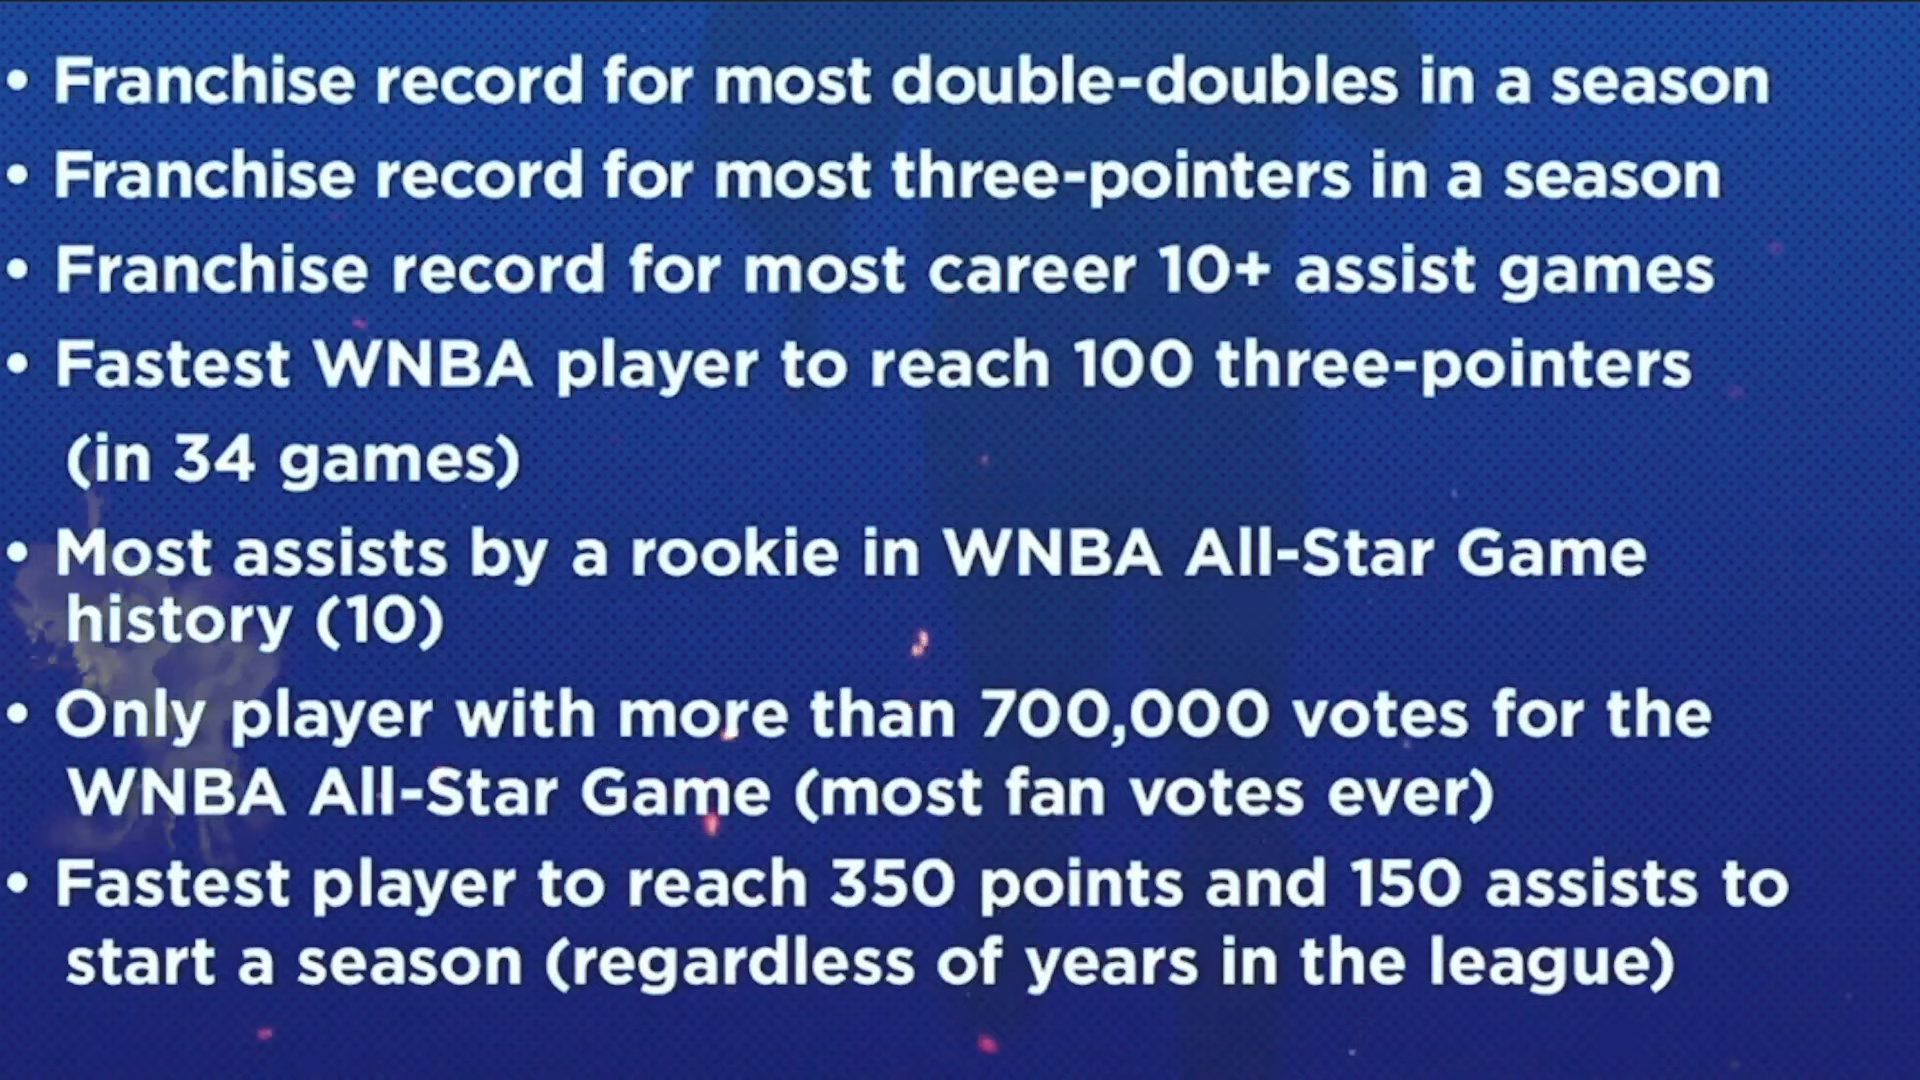 • Franchise record for most double-doubles in a season
• Franchise record for most three-pointers in a season
• Franchise record for most career 10+ assist games
• Fastest WNBA player to reach 100 three-pointers
(in 34 games)
• Most assists by a rookie in WNBA All-Star Game
history (10)
• Only player with more than 700,000 votes for the
WNBA All-Star Game (most fan votes ever)
• Fastest player to reach 350 points and 150 assists to
start a season (regardless of years in the league)